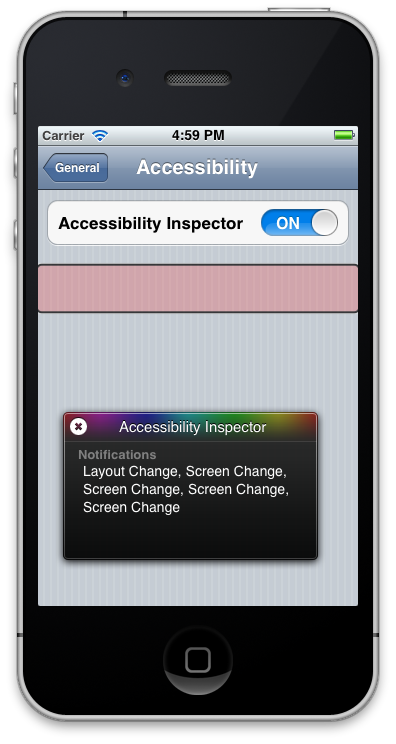 Carrier 4:59 PM
General Accessibility
Accessibility Inspector ON
Accessibility Inspector
Notifications
Layout Change, Screen Change,
Screen Change, Screen Change,
Screen Change